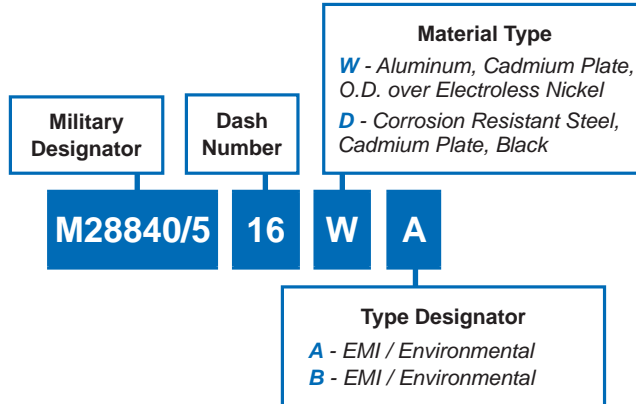 Material Type
W - Aluminum, Cadmium Plate,
O.D. over Electroless Nickel
D - Corrosion Resistant Steel,
Cadmium Plate, Black
Military
Designator
Dash
Number
M28840/5
16
W
A
Type Designator
A - EMI / Environmental
B - EMI / Environmental